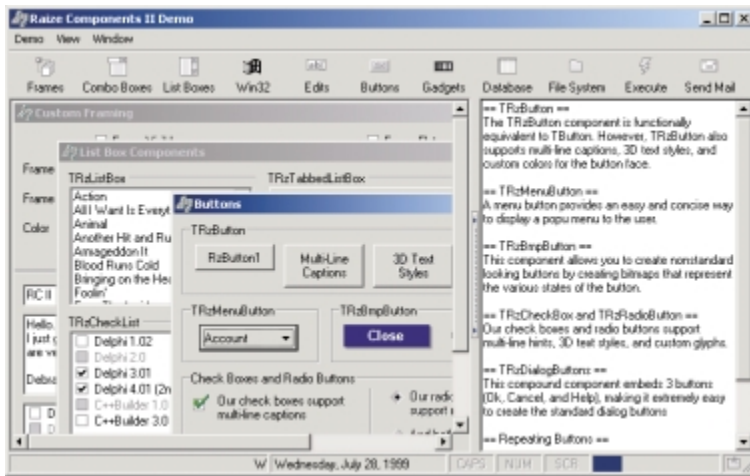 Raize Components II Demo
Demo View Window
Frames Combo Boxes List Boxes Win32 Edits Buttons Gadgets Database File System Execute Send Mail
Custom Framing
List Box Components
Frame
Frame
Color
RC II
Hello.
TRzListBox
TRzTabbedListBox
Action
All I Want Is
Animal
Another Hit and Ru
Armageddon It
Blood Runs Cold
Bringing on the Hea
Foolin'
TRzCheckList
Delphi 1.02
Delphi 2.0
Delphi 3.01
Delphi 4.01 (2n
C++Builder 1.0
C++Builder 3.0
Buttons
TRzButton
RzButton1
Multi-Line
Captions
3D Text
Styles
TRzMenuButton
TRzBmpButton
Account
Close
Check Boxes and Radio Buttons
Our check boxes support
multi-line captions
Our radio
support
== TRzButton ==
The TRzButton component is functionally
equivalent to TButton. However, TRzButton also
supports multi-line captions, 3D text styles, and
custom colors for the button face.
== TRzMenuButton ==
A menu button provides an easy and concise way
to display a popu menu to the user.
== TRzBmpButton ==
This component allows you to create nonstandard
looking buttons by creating bitmaps that represent
the various states of the button.
== TRzCheckBox and TRzRadioButton ==
Our check boxes and radio buttons support
multi-line hints, 3D text styles, and custom glyphs.
== TRzDialogButtons ==
This compound component embeds 3 buttons
(Ok, Cancel, and Help), making it extremely easy
to create the standard dialog buttons
== Repeating Buttons ==
W Wednesday, July 28, 1999 CAPS NUM SCR